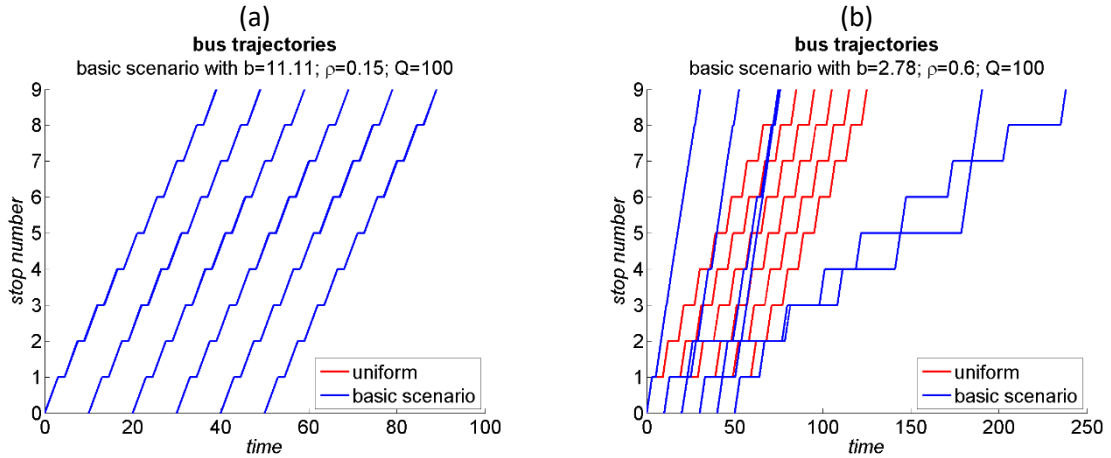 (a)
bus trajectories
basic scenario with b=11.11; ρ=0.15; Q=100
9
8
7
6
5
4
3
2
1
0
stop number
0 20 40 60 80 100
time
uniform
basic scenario
(b)
bus trajectories
basic scenario with b=2.78; ρ=0.6; Q=100
9
8
7
6
5
4
3
2
1
0
stop number
0 50 100 150 200 250
time
uniform
basic scenario